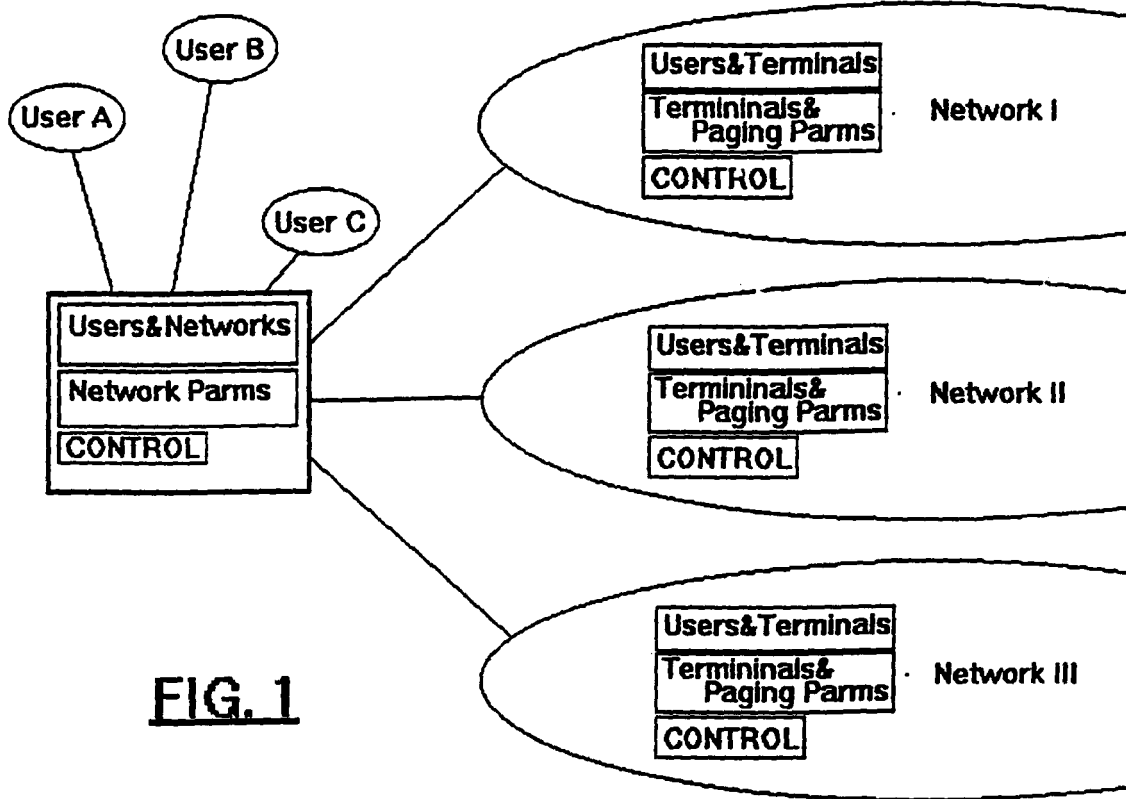 User B
User A
User C
Users&Networks
Network Parms
CONTROL
Users&Terminals
Termininals&
Paging Parms
CONTROL
Network I
Users&Terminals
Termininals&
Paging Parms
CONTROL
Network II
Users&Terminals
Termininals&
Paging Parms
CONTROL
Network III
FIG. 1